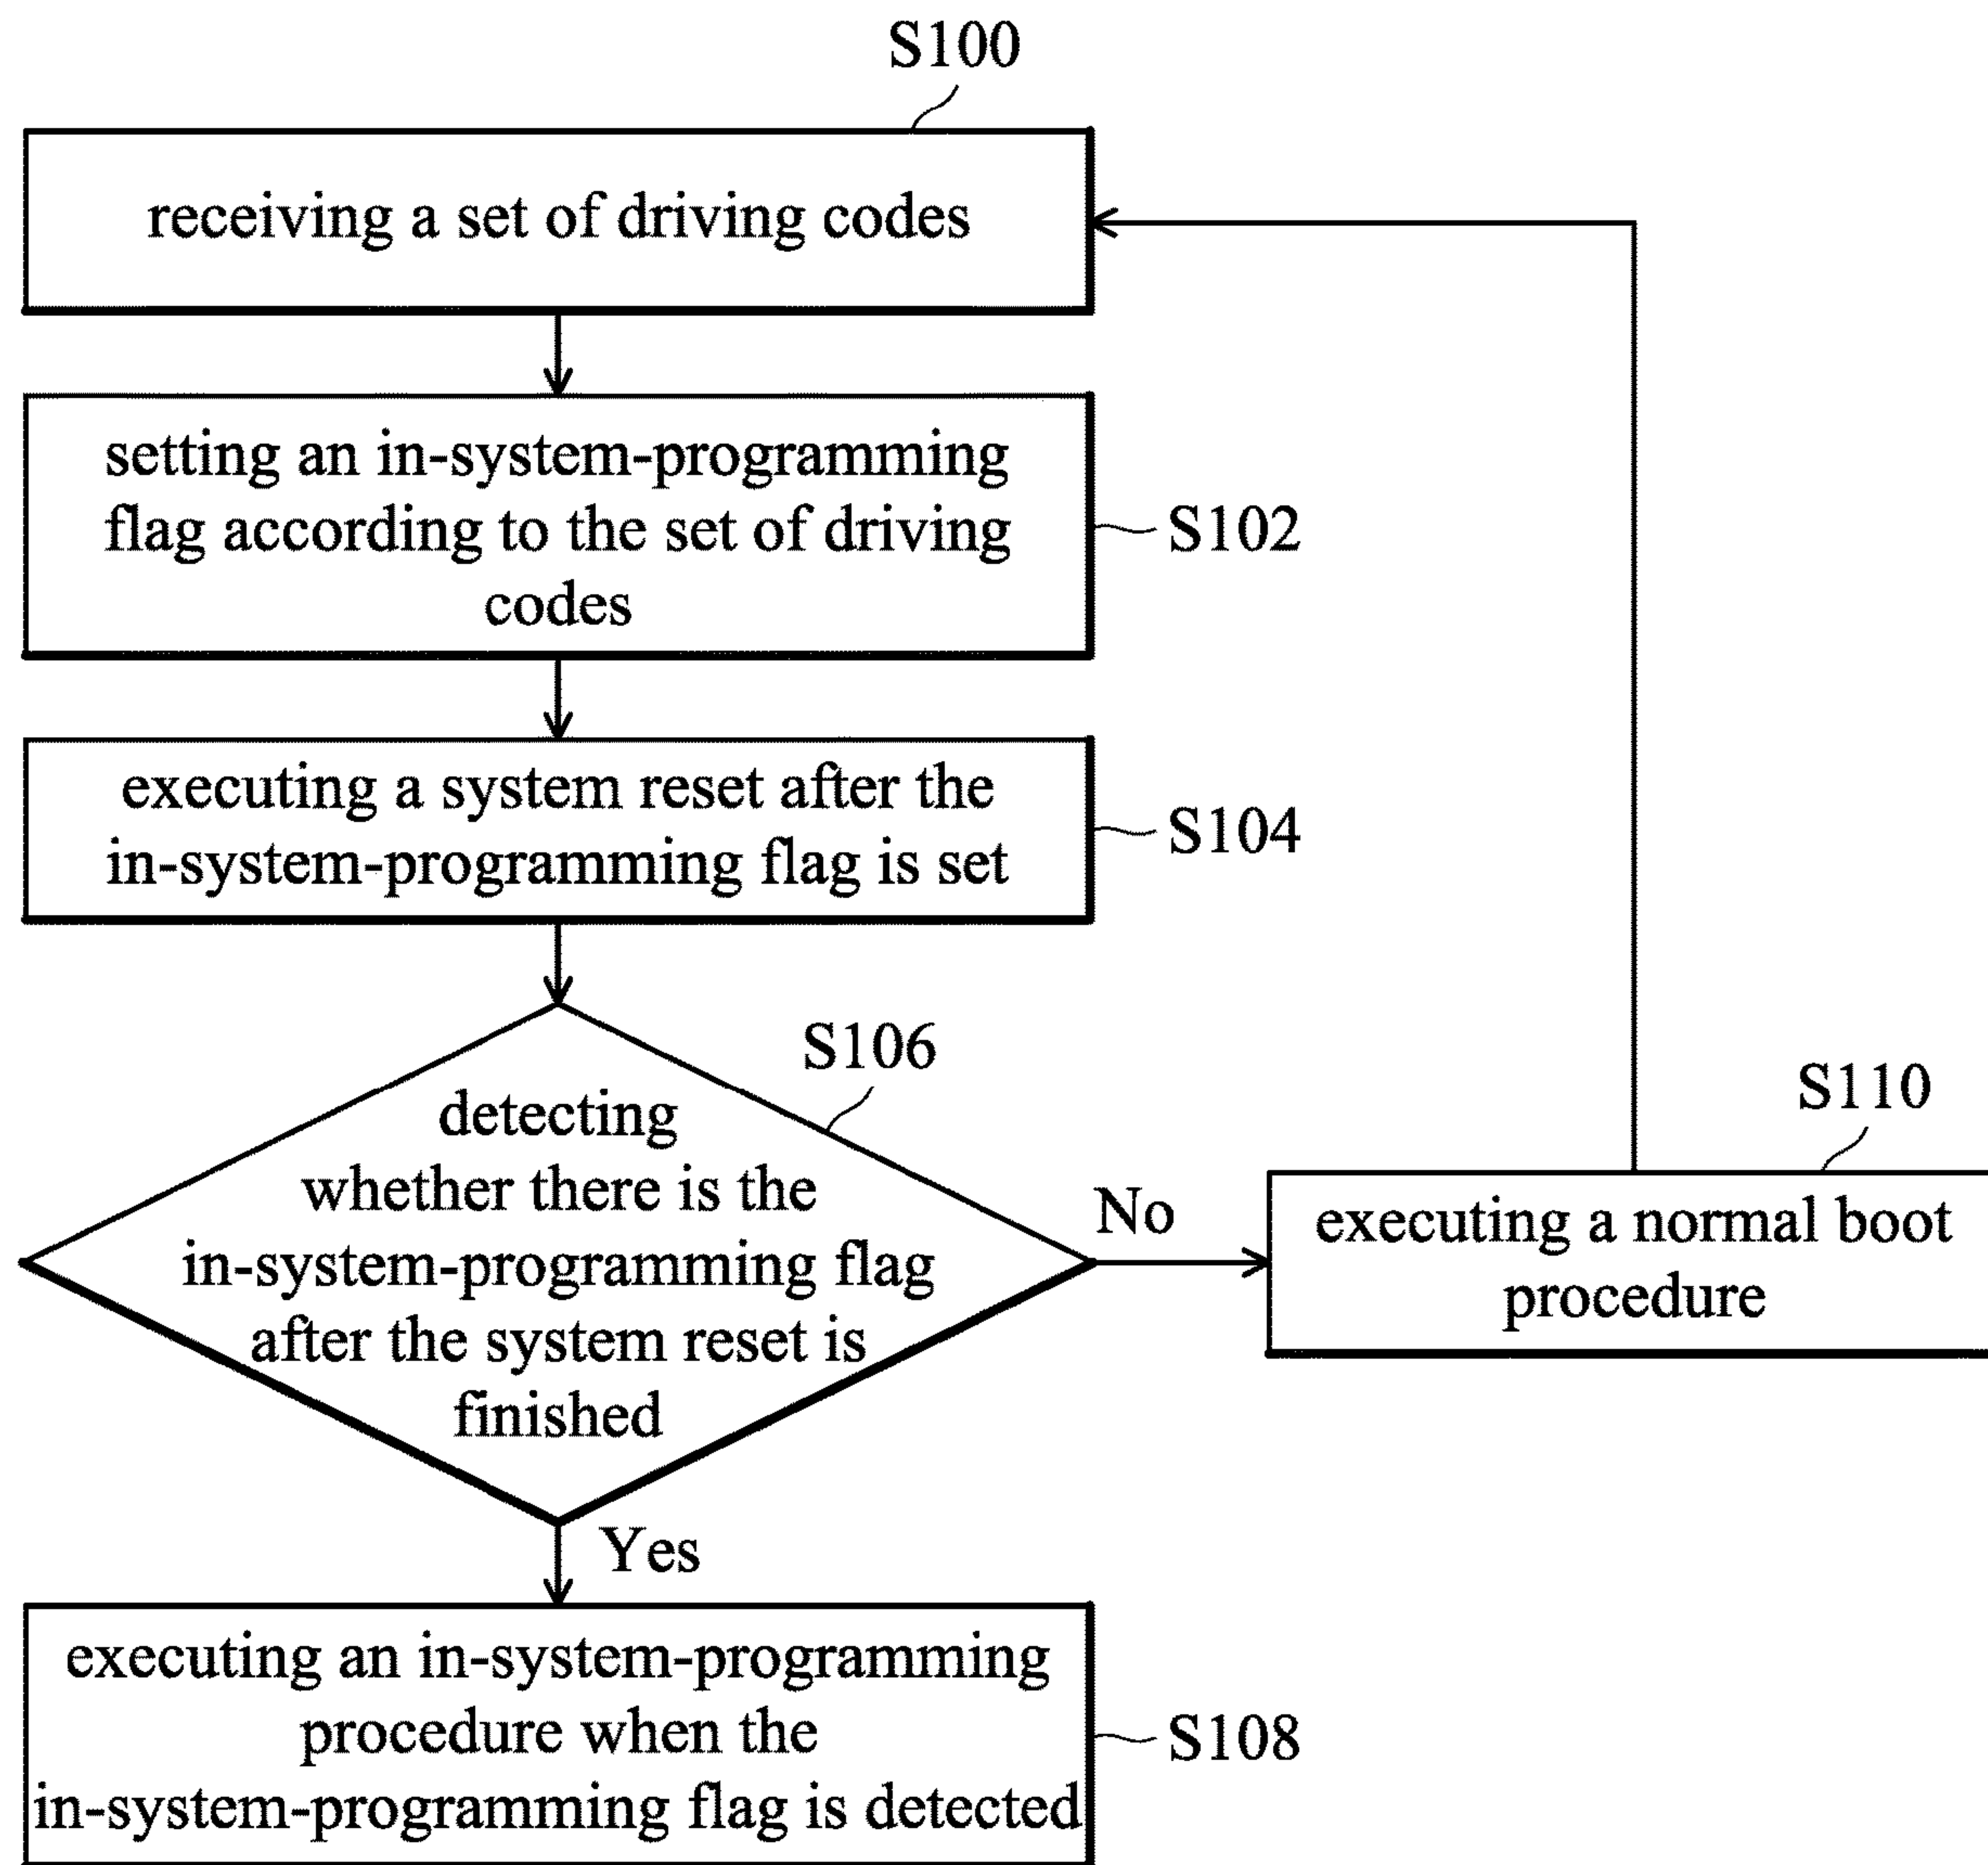 S100
receiving a set of driving codes
setting an in-system-programming
flag according to the set of driving
codes
S102
executing a system reset after the
in-system-programming flag is set
S104
S106
detecting
whether there is the
in-system-programming flag
after the system reset is
finished
No
S110
executing a normal boot
procedure
Yes
executing an in-system-programming
procedure when the
in-system-programming flag is detected
S108